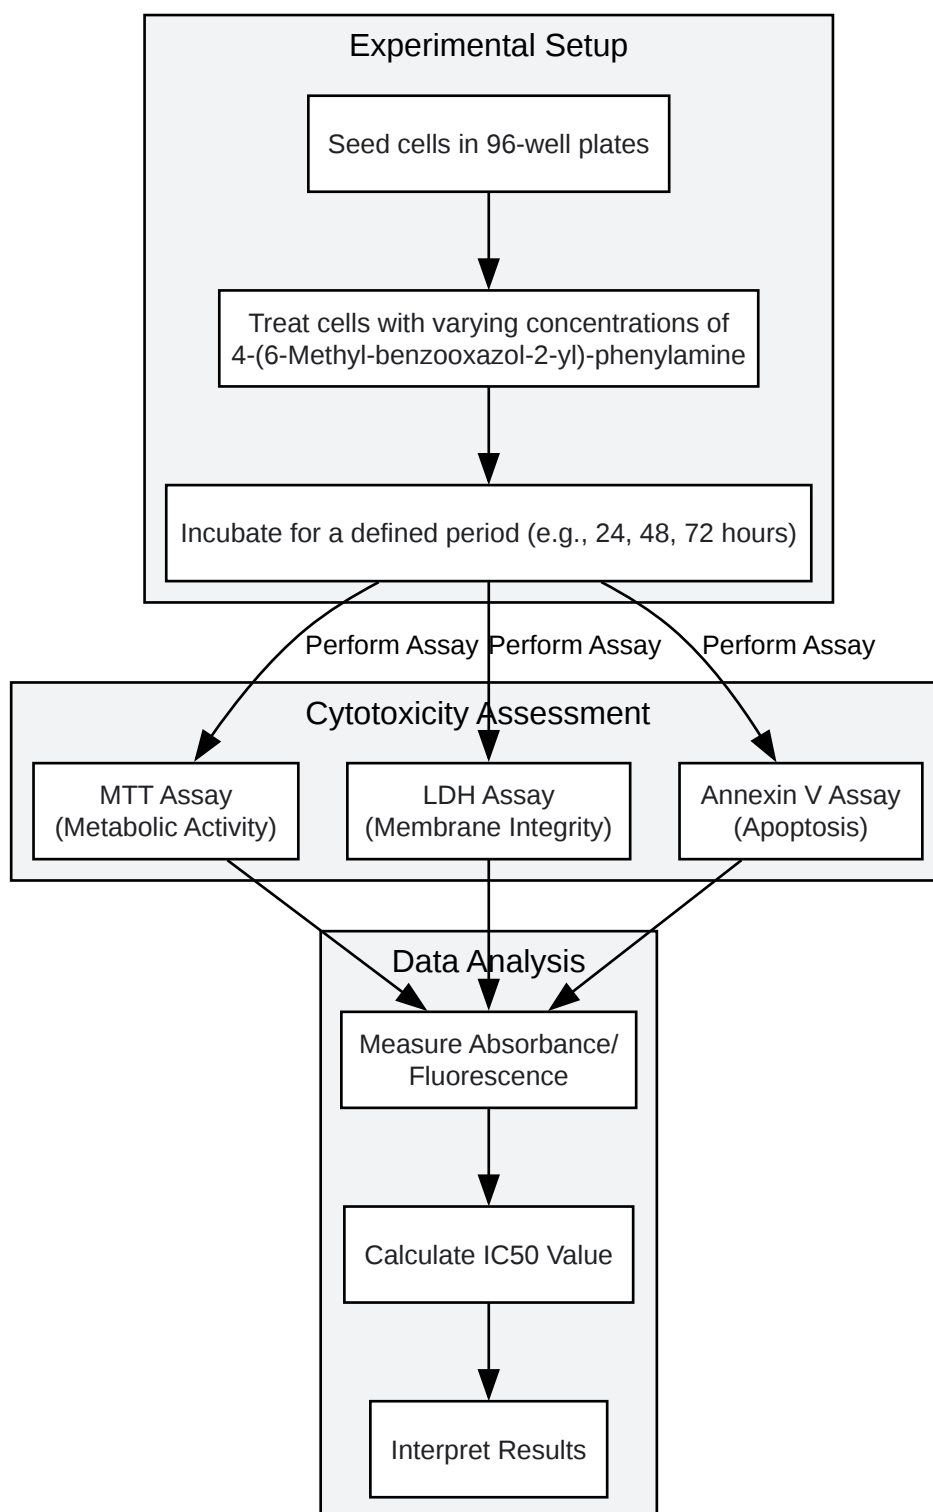 Experimental Setup
Seed cells in 96-well plates
Treat cells with varying concentrations of
4-(6-Methyl-benzooxazol-2-yl)-phenylamine
Incubate for a defined period (e.g., 24, 48, 72 hours)
Perform Assay
Perform Assay
Perform Assay
Cytotoxicity Assessment
MTT Assay
(Metabolic Activity)
LDH Assay
(Membrane Integrity)
Annexin V Assay
(Apoptosis)
Data Analysis
Measure Absorbance/
Fluorescence
Calculate IC50 Value
Interpret Results